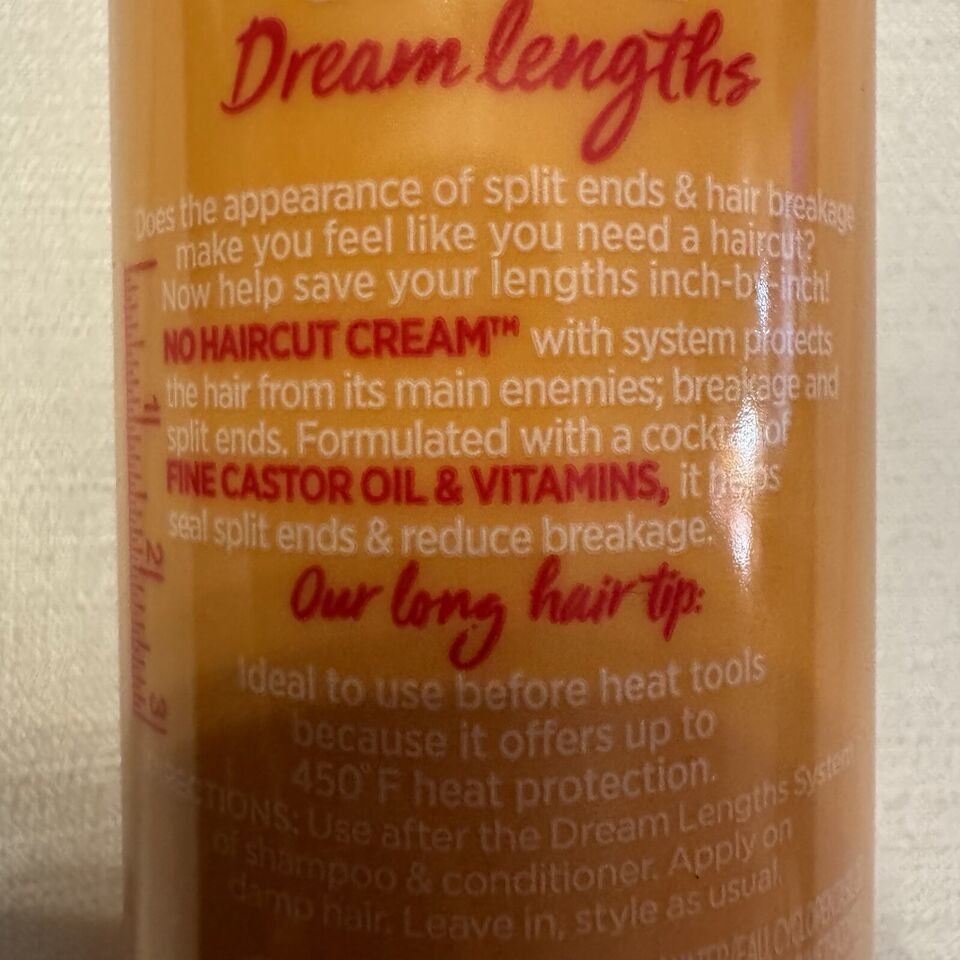 Dream lengths
Does the appearance of split ends & hair breakage
make you feel like you need a haircut?
Now help save your lengths inch-by-inch!
NO HAIRCUT CREAM™ with system protects
the hair from its main enemies; breakage and
split ends. Formulated with a cocktail of
FINE CASTOR OIL & VITAMINS, it helps
seal split ends & reduce breakage.
Our long hair tip:
Ideal to use before heat tools
because it offers up to
450°F heat protection.
DIRECTIONS: Use after the Dream Lengths System
of shampoo & conditioner. Apply on
damp hair. Leave in, style as usual.
1
2
3